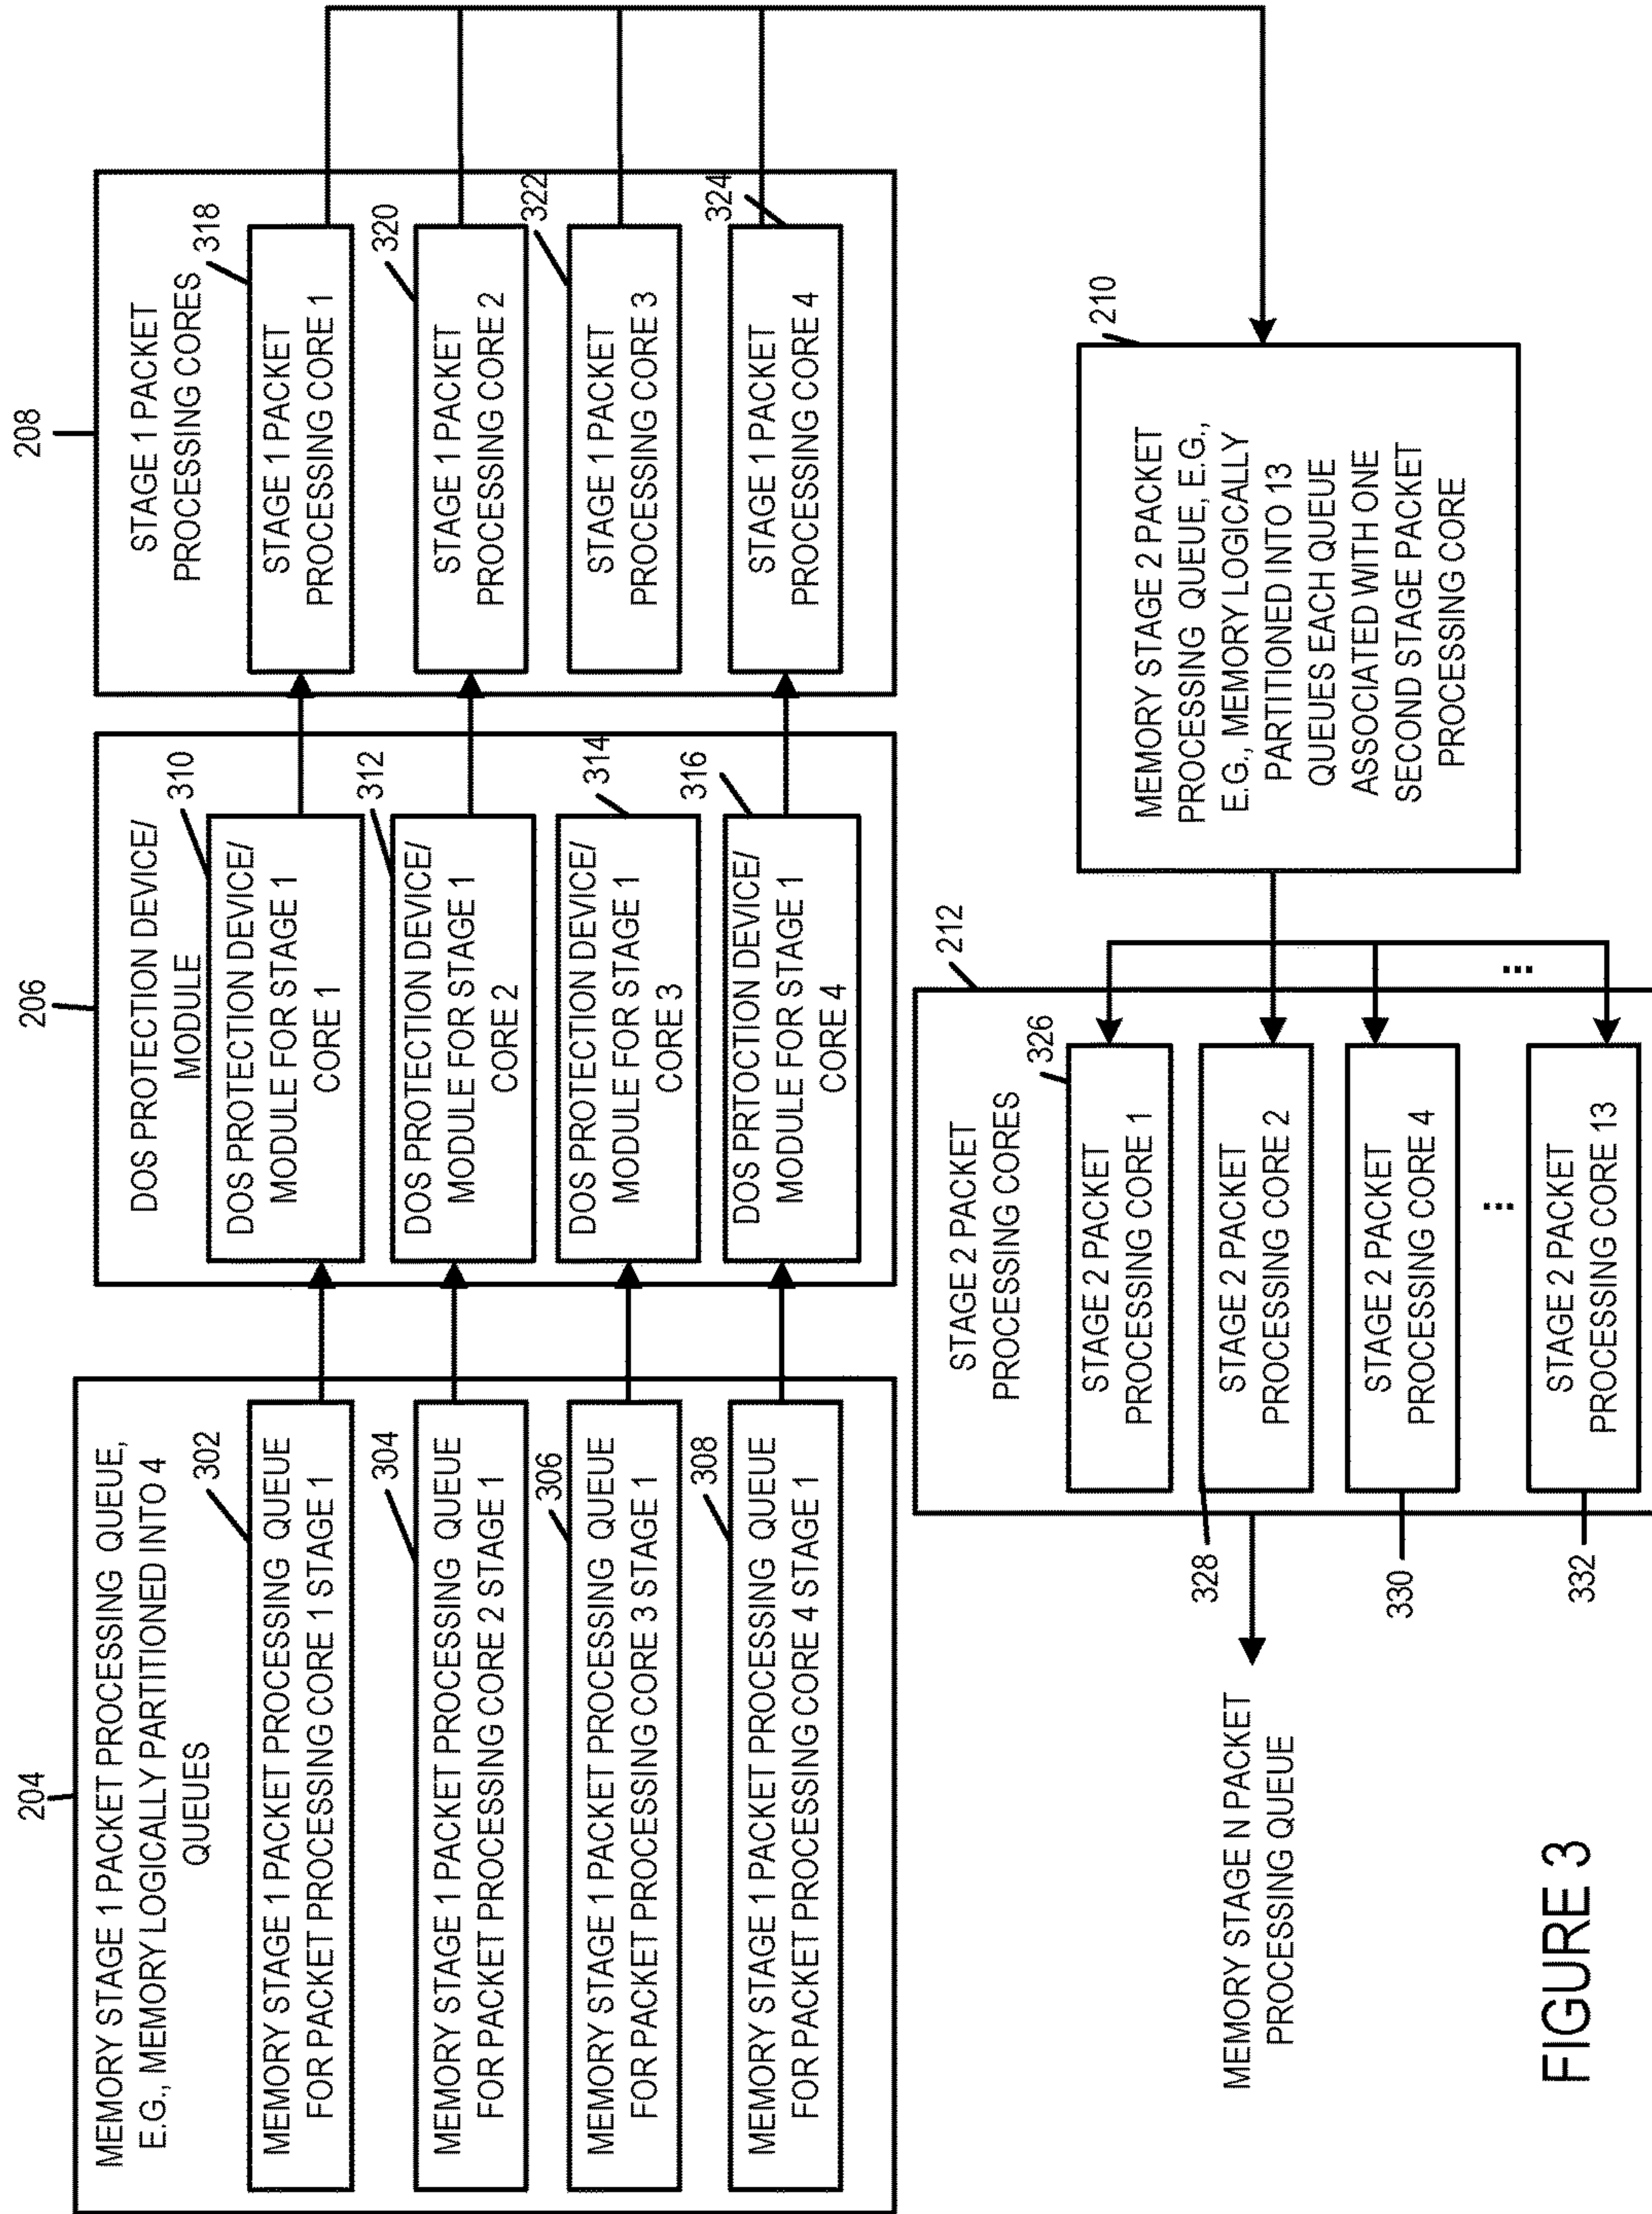 204
MEMORY STAGE 1 PACKET PROCESSING QUEUE,
E.G., MEMORY LOGICALLY PARTITIONED INTO 4
QUEUES
302
MEMORY STAGE 1 PACKET PROCESSING QUEUE
FOR PACKET PROCESSING CORE 1 STAGE 1
304
MEMORY STAGE 1 PACKET PROCESSING QUEUE
FOR PACKET PROCESSING CORE 2 STAGE 1
306
MEMORY STAGE 1 PACKET PROCESSING QUEUE
FOR PACKET PROCESSING CORE 3 STAGE 1
308
MEMORY STAGE 1 PACKET PROCESSING QUEUE
FOR PACKET PROCESSING CORE 4 STAGE 1
206
DOS PROTECTION DEVICE/
MODULE
310
DOS PROTECTION DEVICE/
MODULE FOR STAGE 1
CORE 1
312
DOS PROTECTION DEVICE/
MODULE FOR STAGE 1
CORE 2
314
DOS PROTECTION DEVICE/
MODULE FOR STAGE 1
CORE 3
316
DOS PRTOCTION DEVICE/
MODULE FOR STAGE 1
CORE 4
208
STAGE 1 PACKET
PROCESSING CORES
318
STAGE 1 PACKET
PROCESSING CORE 1
320
STAGE 1 PACKET
PROCESSING CORE 2
322
STAGE 1 PACKET
PROCESSING CORE 3
324
STAGE 1 PACKET
PROCESSING CORE 4
210
MEMORY STAGE 2 PACKET
PROCESSING QUEUE, E.G.,
E.G., MEMORY LOGICALLY
PARTITIONED INTO 13
QUEUES EACH QUEUE
ASSOCIATED WITH ONE
SECOND STAGE PACKET
PROCESSING CORE
212
...
STAGE 2 PACKET
PROCESSING CORES
326
STAGE 2 PACKET
PROCESSING CORE 1
STAGE 2 PACKET
PROCESSING CORE 2
328
STAGE 2 PACKET
PROCESSING CORE 4
330
...
STAGE 2 PACKET
PROCESSING CORE 13
332
MEMORY STAGE N PACKET
PROCESSING QUEUE
FIGURE 3